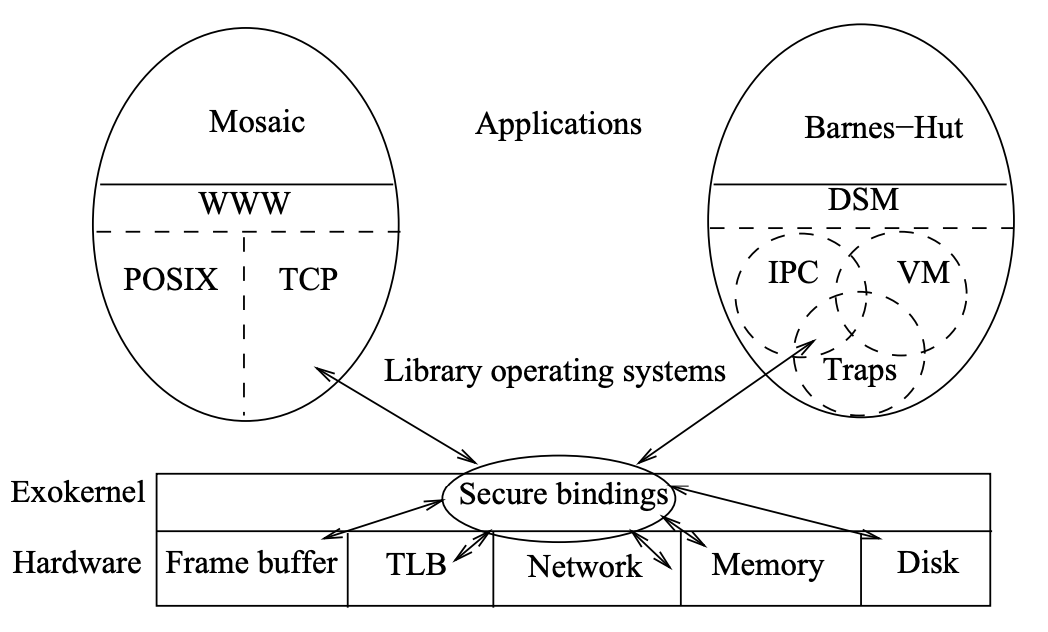 Mosaic
Applications
Barnes−Hut
WWW
DSM
POSIX TCP
IPC VM
Library operating systems
Traps
Exokernel
Secure bindings
Hardware
Frame buffer
TLB
Network
Memory
Disk